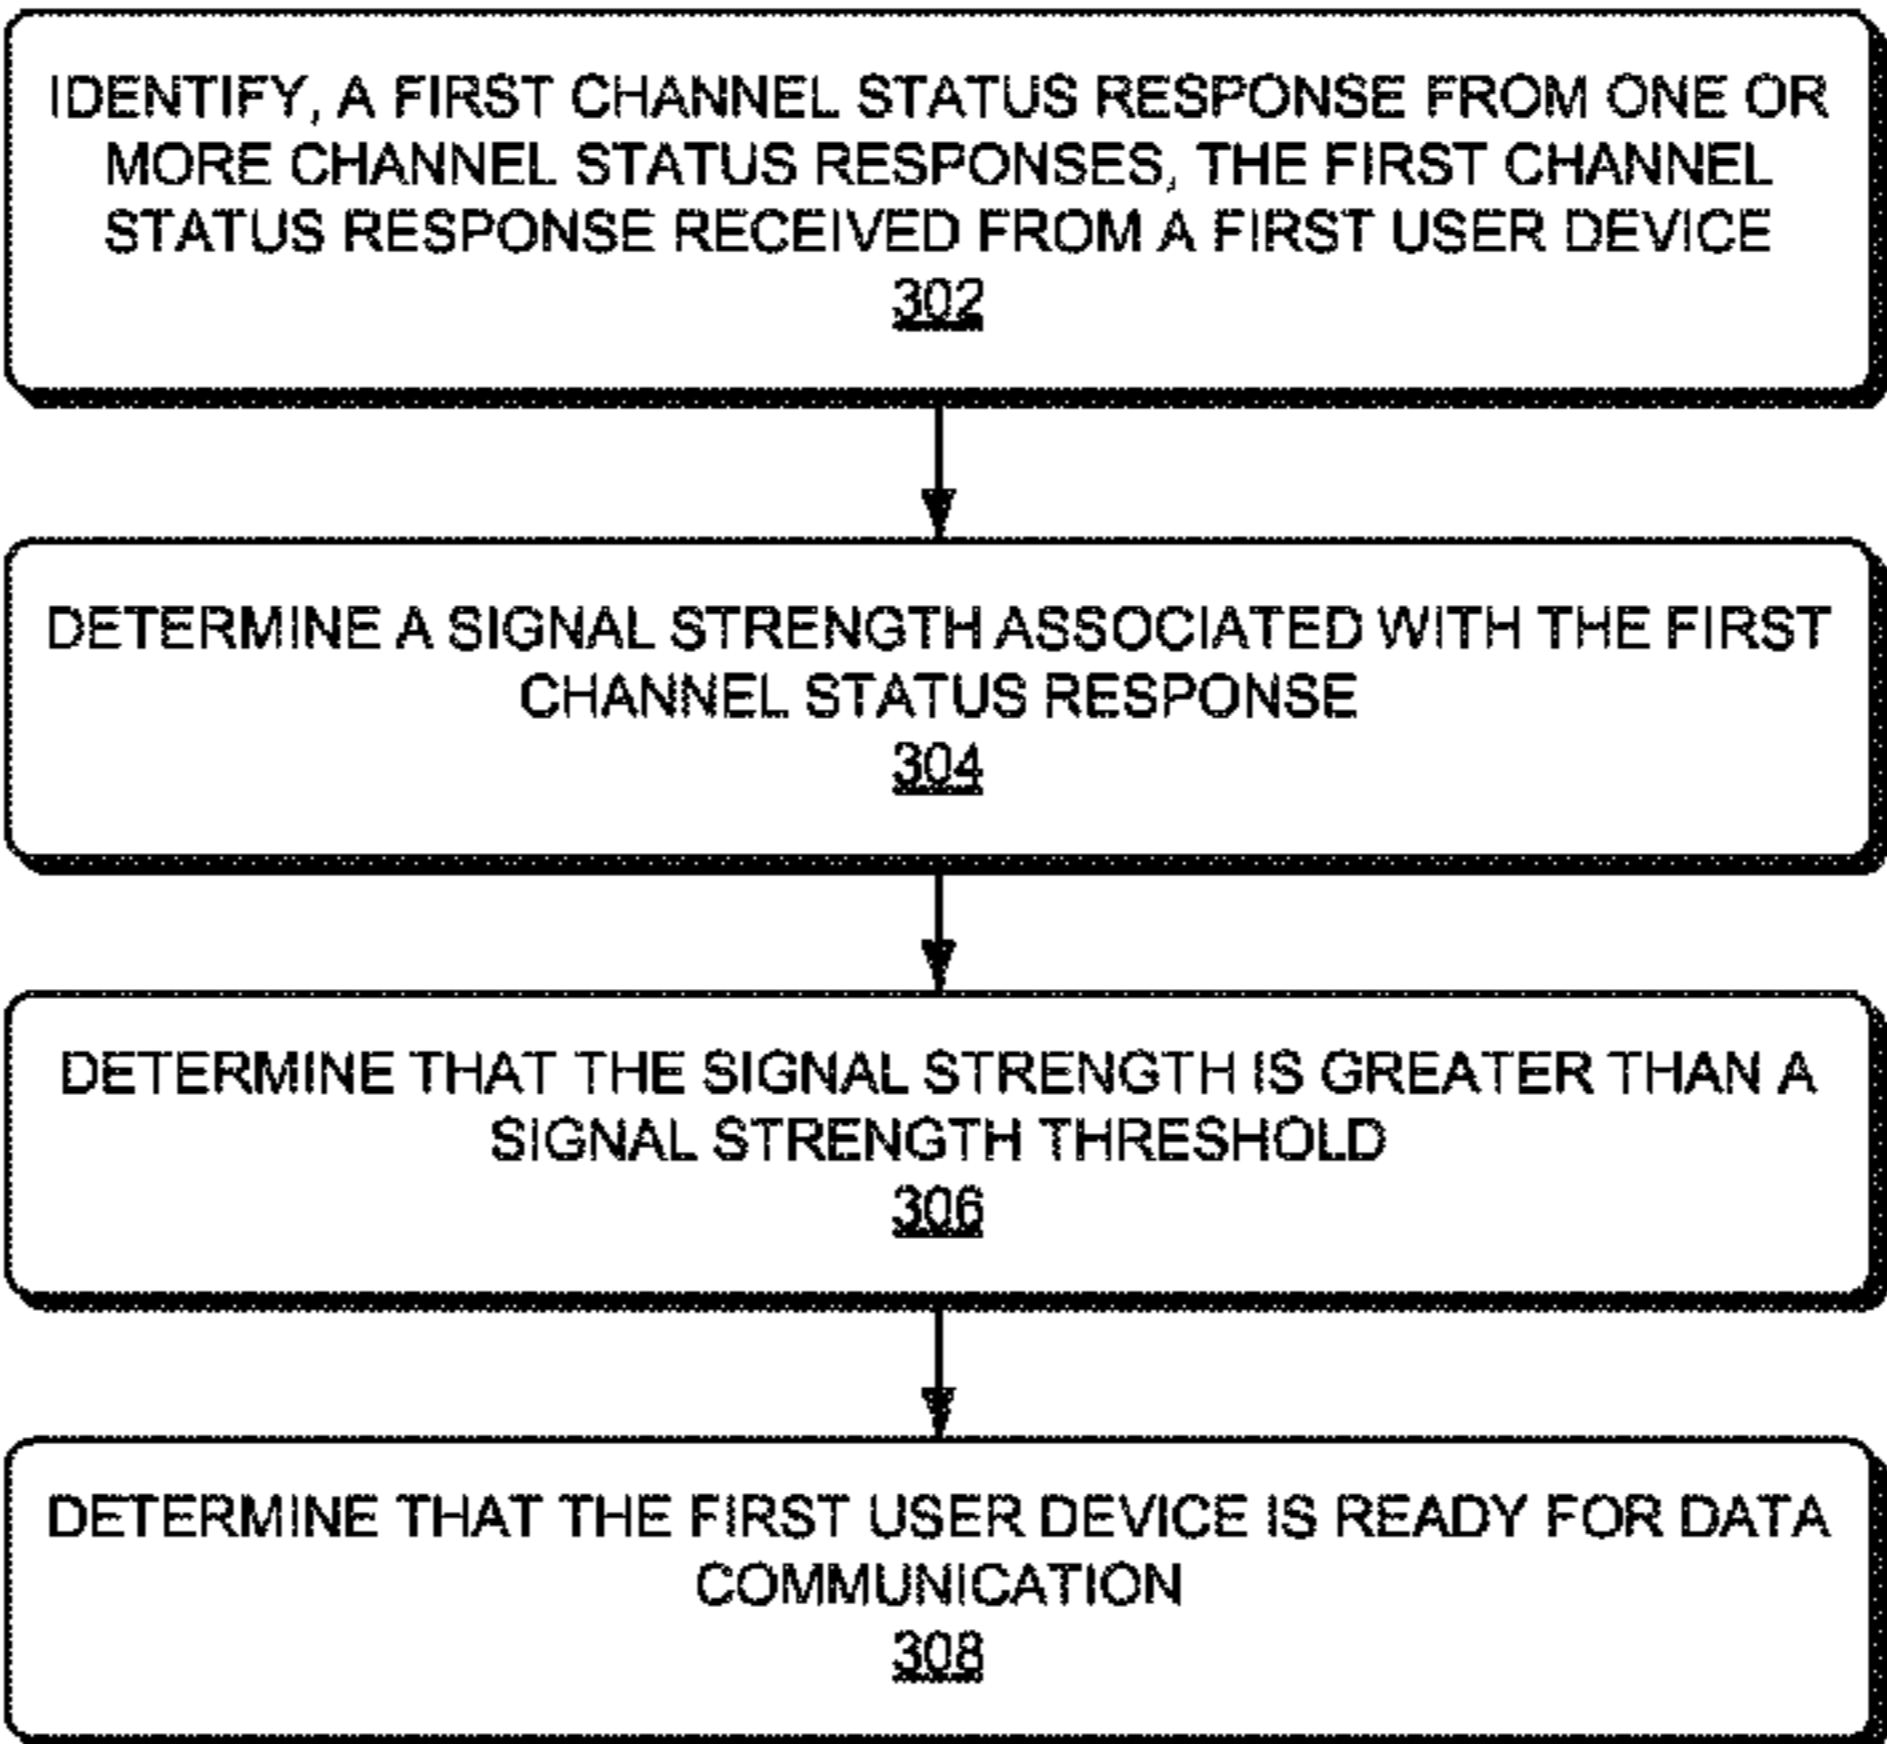 IDENTIFY, A FIRST CHANNEL STATUS RESPONSE FROM ONE OR
MORE CHANNEL STATUS RESPONSES, THE FIRST CHANNEL
STATUS RESPONSE RECEIVED FROM A FIRST USER DEVICE
302
DETERMINE A SIGNAL STRENGTH ASSOCIATED WITH THE FIRST
CHANNEL STATUS RESPONSE
304
DETERMINE THAT THE SIGNAL STRENGTH IS GREATER THAN A
SIGNAL STRENGTH THRESHOLD
306
DETERMINE THAT THE FIRST USER DEVICE IS READY FOR DATA
COMMUNICATION
308